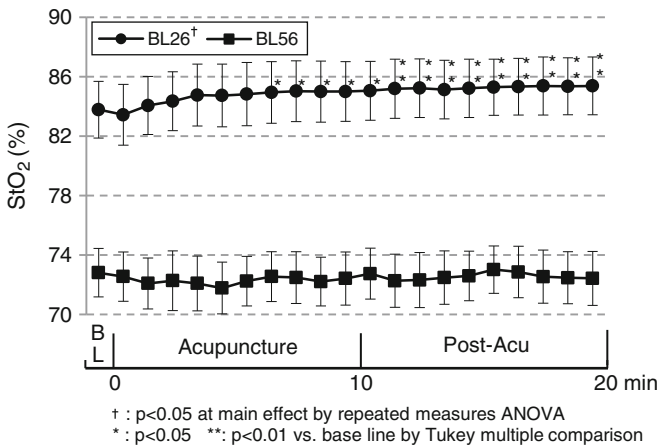 90
BL26† BL56
86
82
78
74
70
StO2 (%)
* * * * * * * * * * * * * *
* * * * * * * * *
B
L
Acupuncture Post-Acu
0 10 20 min
† : p<0.05 at main effect by repeated measures ANOVA
* : p<0.05 **: p<0.01 vs. base line by Tukey multiple comparison